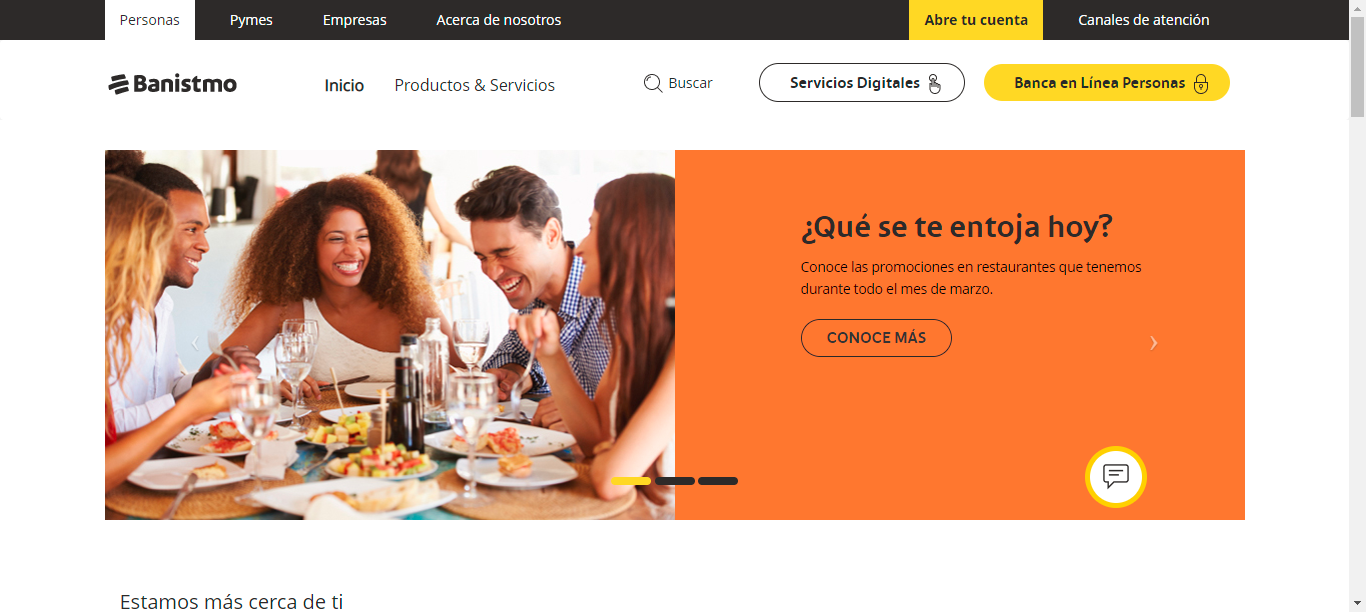 Personas
Pymes
Empresas
Acerca de nosotros
Abre tu cuenta
Canales de atención
Banistmo
Inicio
Productos & Servicios
Buscar
Servicios Digitales
Banca en Línea Personas
¿Qué se te entoja hoy?
Conoce las promociones en restaurantes que tenemos
durante todo el mes de marzo.
CONOCE MÁS
Estamos más cerca de ti